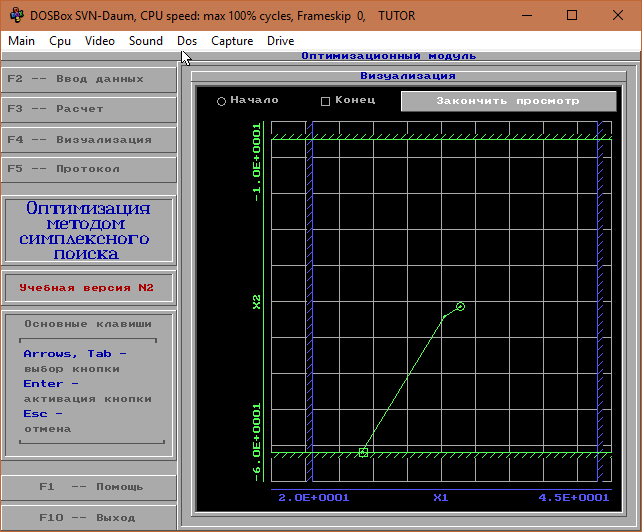 DOSBox SVN-Daum, CPU speed: max 100% cycles, Frameskip 0, TUTOR
Main Cpu Video Sound Dos Capture Drive
Оптимизационный модуль
F2 -- Ввод данных
F3 -- Расчет
F4 -- Визуализация
F5 -- Протокол
Оптимизация
методом
симплексного
поиска
Учебная версия N2
Основные клавиши
Arrows, Tab -
выбор кнопки
Enter -
активация кнопки
Esc -
отмена
F1 -- Помощь
F10 -- Выход
Визуализация
Начало Конец Закончить просмотр
-1.0E+0001
X2
-6.0E+0001
2.0E+0001 X1 4.5E+0001